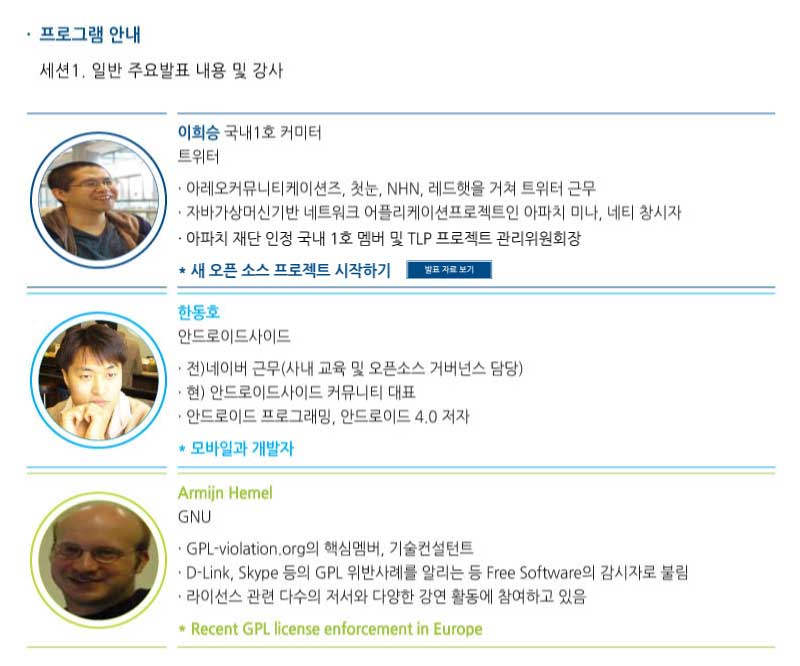 · 프로그램 안내
세션1. 일반 주요발표 내용 및 강사
이희승 국내1호 커미터
트위터
· 아레오커뮤니티케이션즈, 첫눈, NHN, 레드햇을 거쳐 트위터 근무
· 자바가상머신기반 네트워크 어플리케이션프로젝트인 아파치 미나, 네티 창시자
· 아파치 재단 인정 국내 1호 멤버 및 TLP 프로젝트 관리위원회장
* 새 오픈 소스 프로젝트 시작하기 발표 자료 보기
한동호
안드로이드사이드
· 전)네이버 근무(사내 교육 및 오픈소스 거버넌스 담당)
· 현) 안드로이드사이드 커뮤니티 대표
· 안드로이드 프로그래밍, 안드로이드 4.0 저자
* 모바일과 개발자
Armijn Hemel
GNU
· GPL-violation.org의 핵심멤버, 기술컨설턴트
· D-Link, Skype 등의 GPL 위반사례를 알리는 등 Free Software의 감시자로 불림
· 라이선스 관련 다수의 저서와 다양한 강연 활동에 참여하고 있음
* Recent GPL license enforcement in Europe